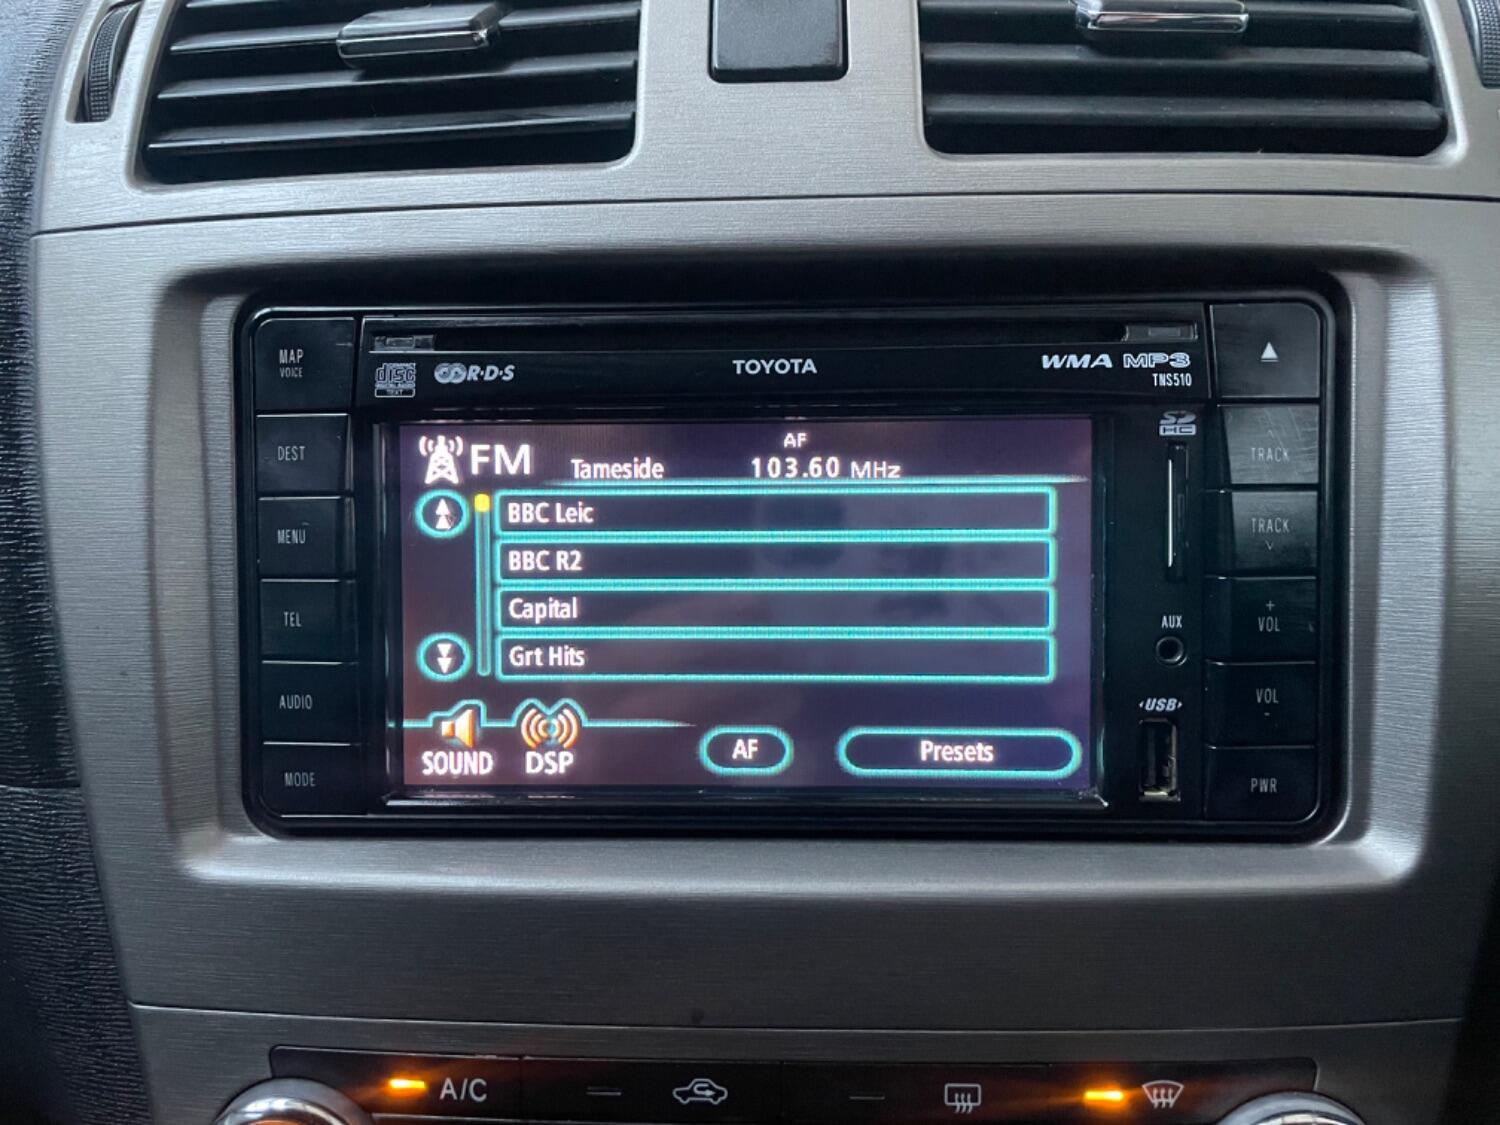 MAP
VOICE
DEST
MENU
TEL
AUDIO
MODE
disc
TEXT
R·D·S
TOYOTA
WMA MP3
TNS510
FM
Tameside
AF
103.60 MHz
BBC Leic
BBC R2
Capital
Grt Hits
SOUND
DSP
AF
Presets
SD
HC
AUX
USB
TRACK
TRACK
+
VOL
VOL
-
PWR
A/C